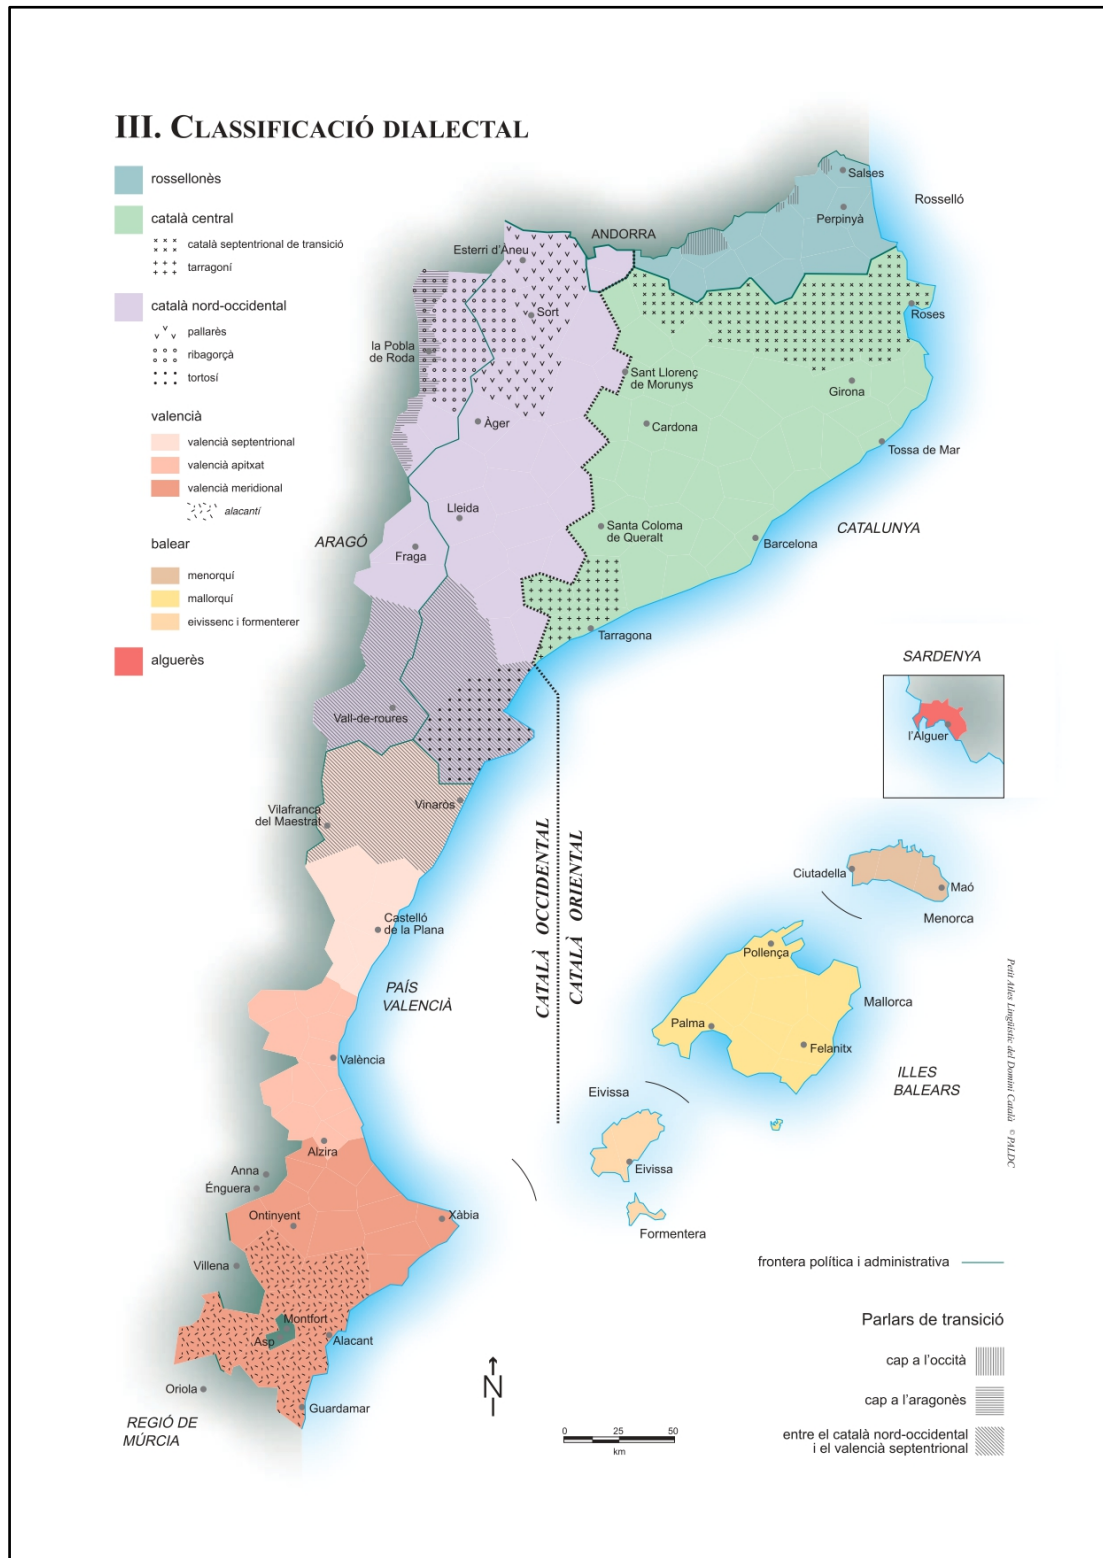 III. CLASSIFICACIÓ DIALECTAL
rossellonès
català central
català septentrional de transició
tarragoní
català nord-occidental
pallarès
ribagorçà
tortosí
valencià
valencià septentrional
valencià apitxat
valencià meridional
alacantí
balear
menorquí
mallorquí
eivissenc i formenterer
alguerès
Salses
Rosselló
Perpinyà
ANDORRA
Esterri d'Àneu
Sort
Roses
la Pobla
de Roda
Sant Llorenç
de Morunys
Girona
Àger
Cardona
Tossa de Mar
Lleida
Santa Coloma
de Queralt
CATALUNYA
ARAGÓ
Barcelona
Fraga
Tarragona
SARDENYA
l'Alguer
Vall-de-roures
Vinaròs
Vilafranca
del Maestrat
CATALÀ OCCIDENTAL
CATALÀ ORIENTAL
Ciutadella
Maó
Menorca
Castelló
de la Plana
Pollença
PAÍS
VALENCIÀ
Mallorca
Palma
Felanitx
València
ILLES
BALEARS
Eivissa
Petit Atles Lingüístic del Domini Català © PALDC
Alzira
Eivissa
Anna
Énguera
Ontinyent
Xàbia
Formentera
Villena
frontera política i administrativa
Montfort
Asp
Alacant
Parlars de transició
cap a l'occità
Oriola
Guardamar
N
cap a l'aragonès
REGIÓ DE
MÚRCIA
0 25 50
km
entre el català nord-occidental
i el valencià septentrional